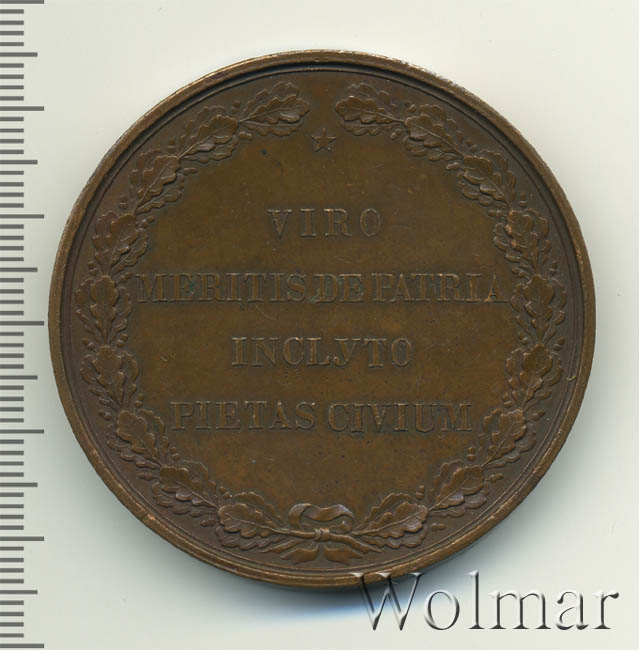 VIRO
MERITIS DE PATRIA
INCLYTO
PIETAS CIVIUM
Wolmar